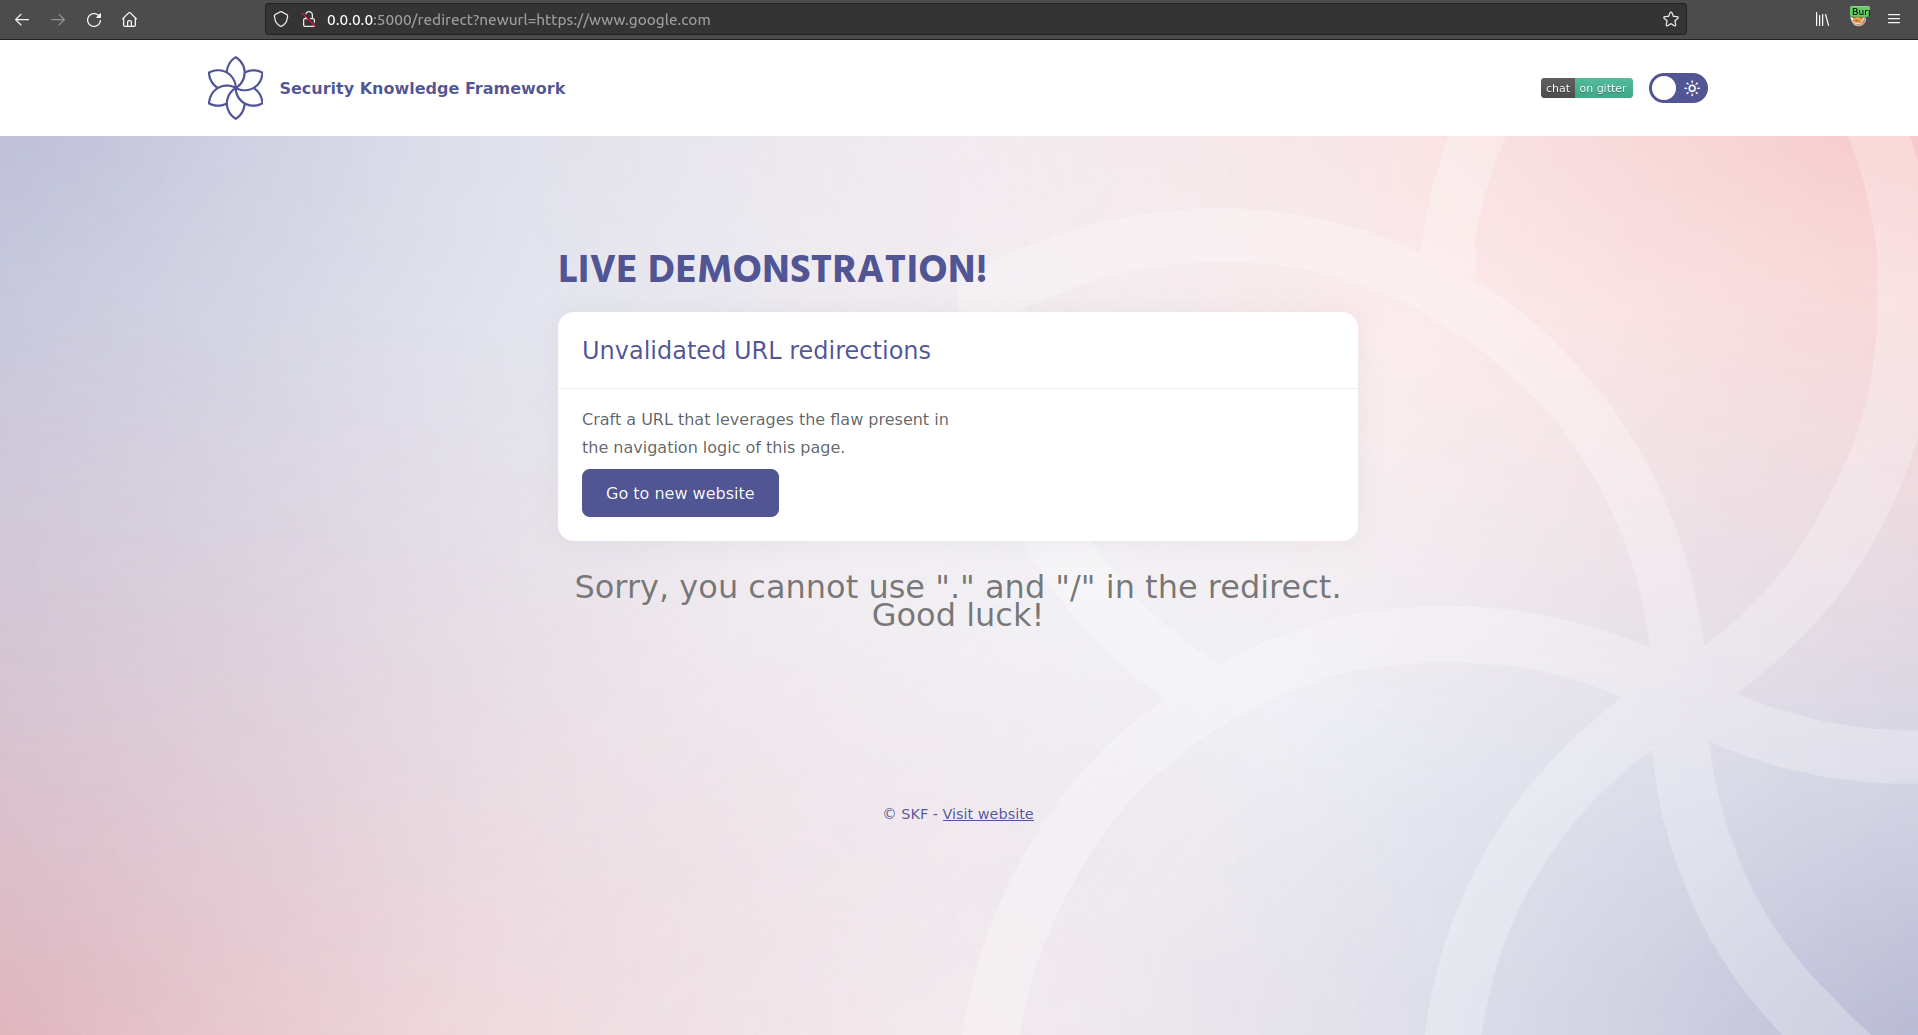 0.0.0.0:5000/redirect?newurl=https://www.google.com
Security Knowledge Framework
chat on gitter
LIVE DEMONSTRATION!
Unvalidated URL redirections
Craft a URL that leverages the flaw present in
the navigation logic of this page.
Go to new website
Sorry, you cannot use "." and "/" in the redirect.
Good luck!
© SKF - Visit website